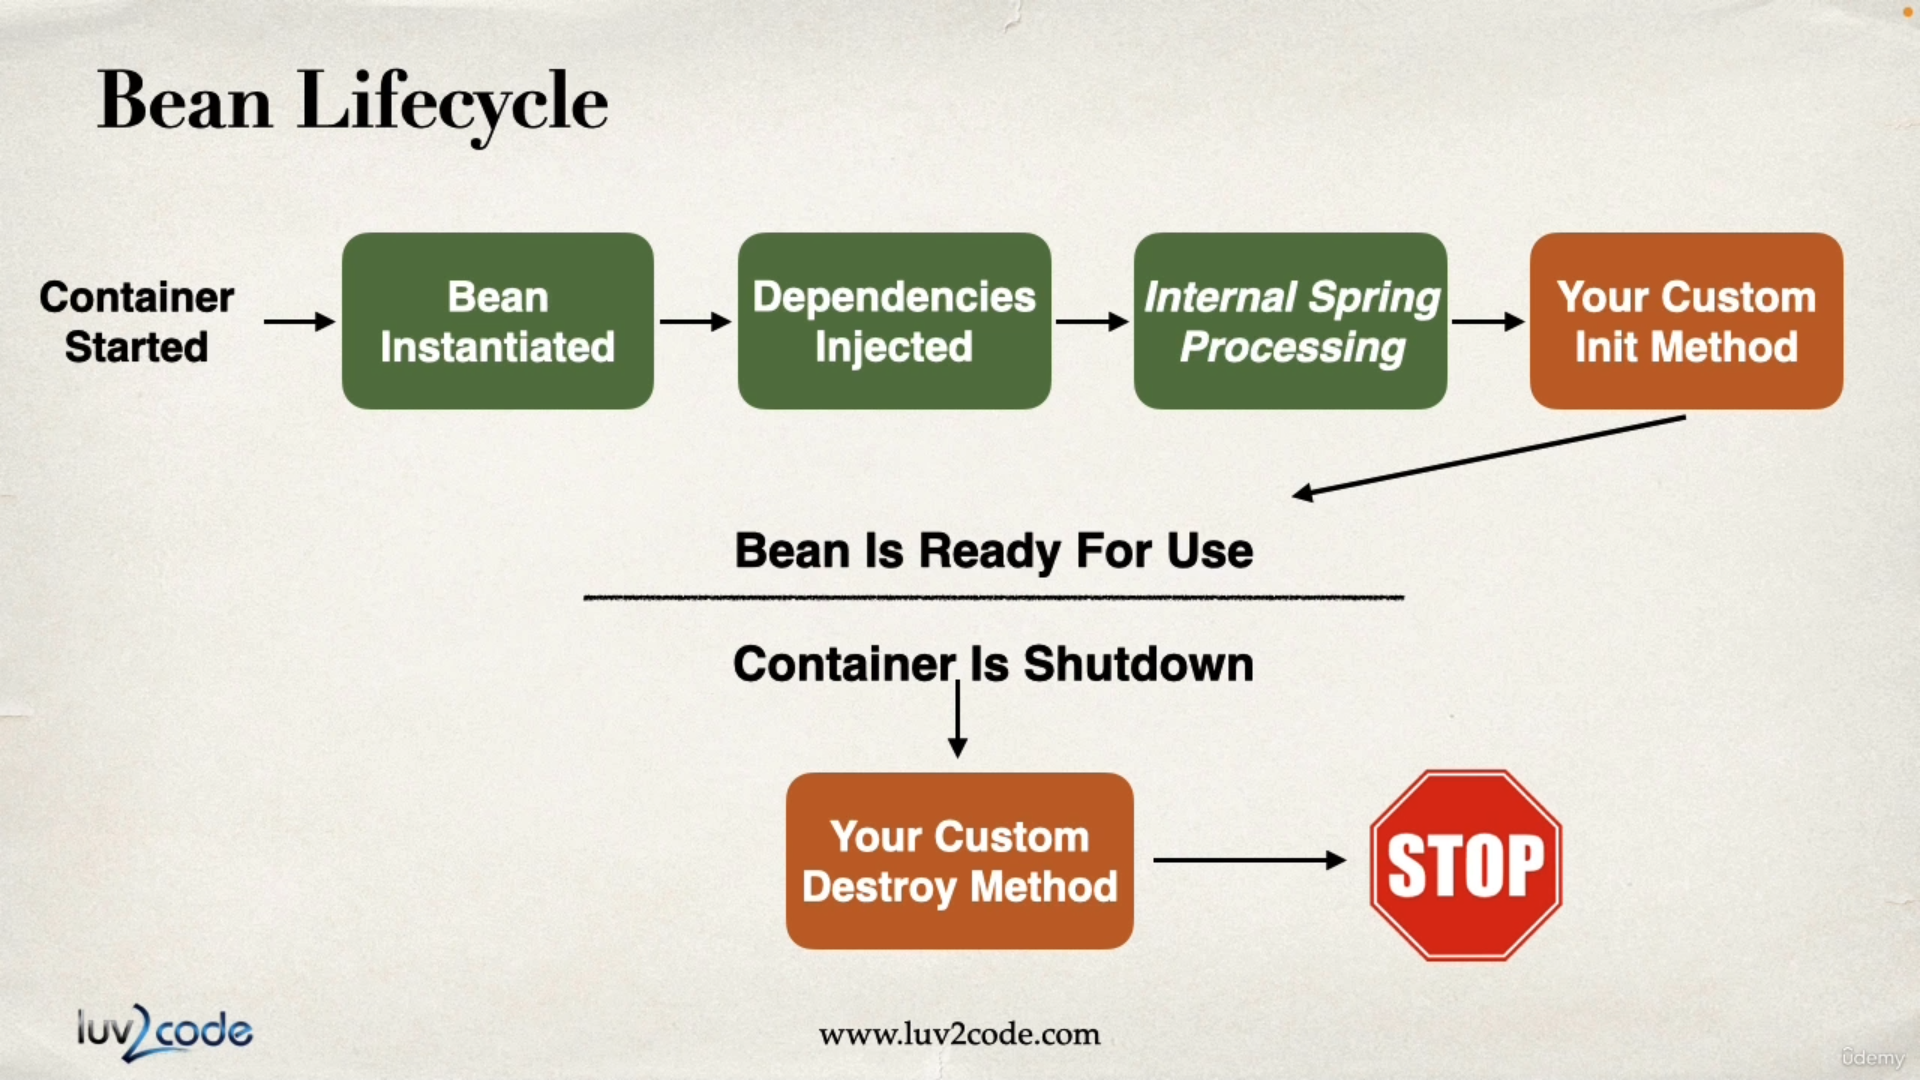 Bean Lifecycle
Container
Started
Bean
Instantiated
Dependencies
Injected
Internal Spring
Processing
Your Custom
Init Method
Bean Is Ready For Use
Container Is Shutdown
Your Custom
Destroy Method
STOP
luv2code
www.luv2code.com
ûdemy